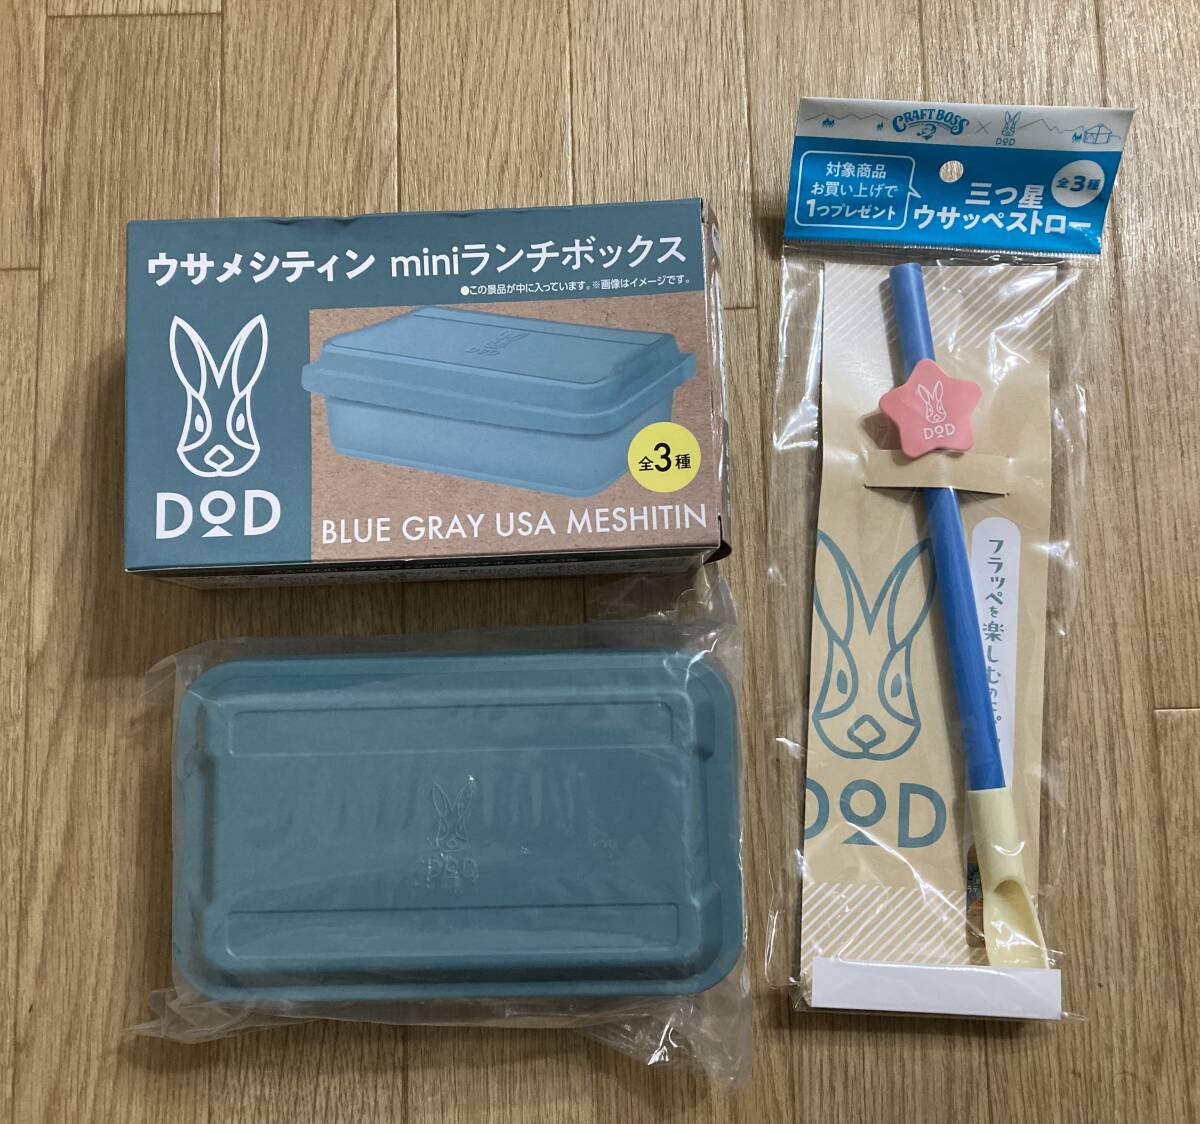 ウサメシティン miniランチボックス
●この景品が中に入っています。※画像はイメージです。
DOD
全3種
DOD
BLUE GRAY USA MESHITIN
DOD
CRAFT BOSS × DOD
対象商品
お買い上げで
1つプレゼント
全3種
三つ星
ウサッペストロー
DOD
フラッペを楽しむ
DOD